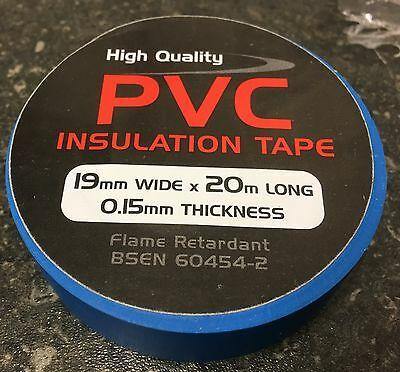 High Quality
PVC
INSULATION TAPE
19mm WIDE x 20m LONG
0.15mm THICKNESS
Flame Retardant
BSEN 60454-2